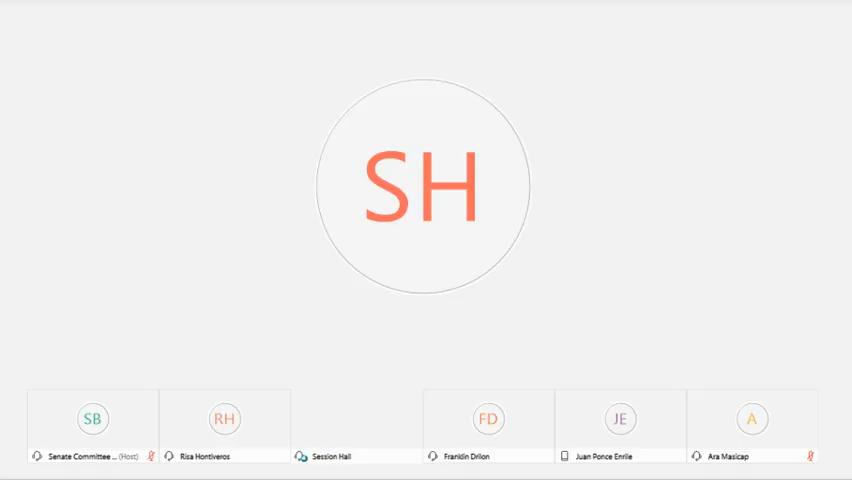 SH
SB
RH
FD
JE
A
Senate Committee ... (Host)
Risa Hontiveros
Session Hall
Franklin Drilon
Juan Ponce Enrile
Ara Masicap